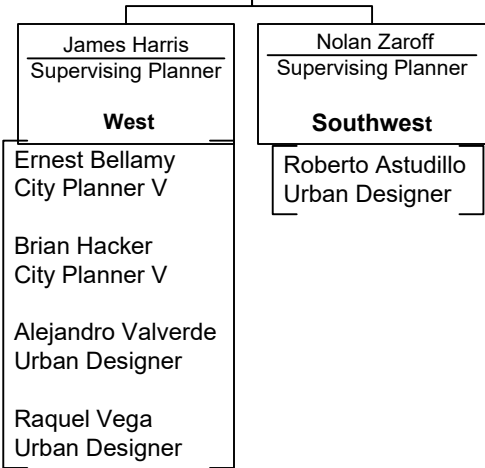 James Harris
Supervising Planner
West
Ernest Bellamy
City Planner V
Brian Hacker
City Planner V
Alejandro Valverde
Urban Designer
Raquel Vega
Urban Designer
Nolan Zaroff
Supervising Planner
Southwest
Roberto Astudillo
Urban Designer